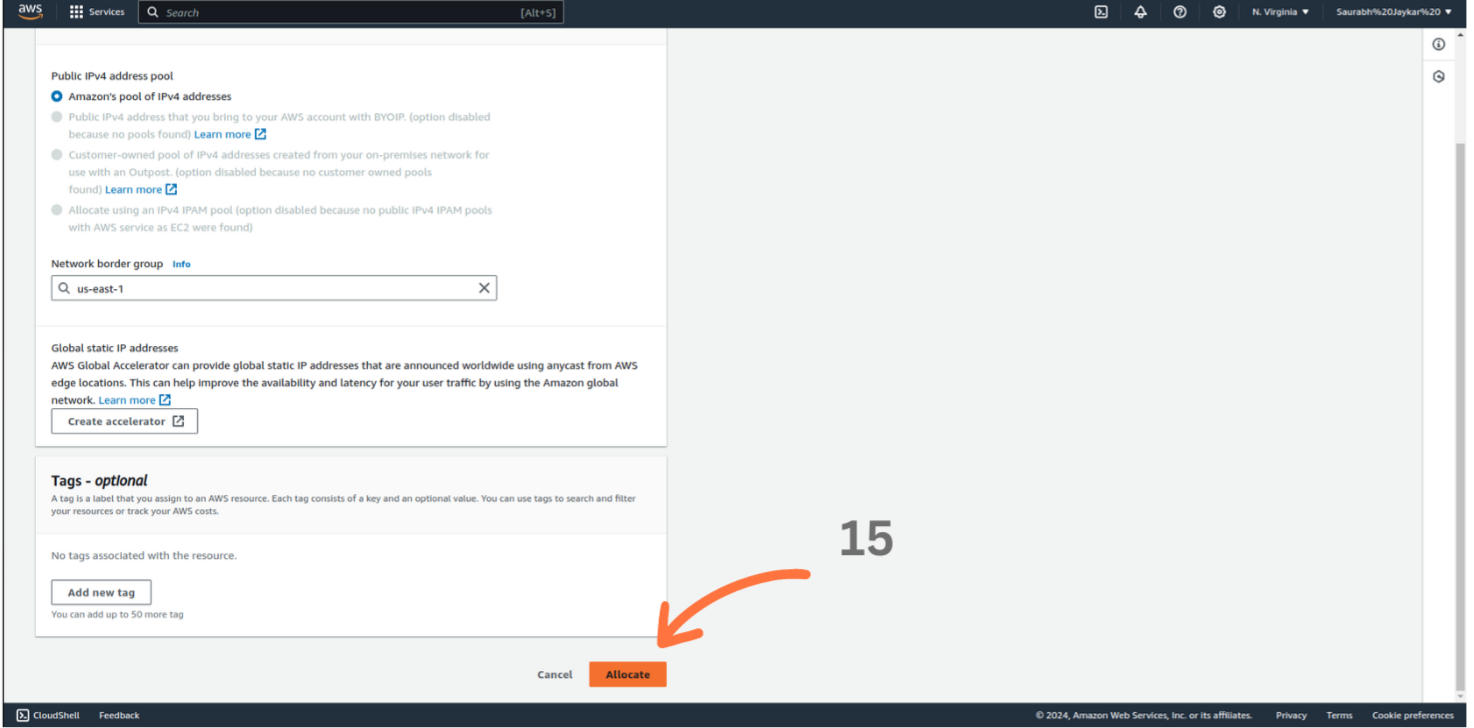 aws Services Search [Alt+S] N. Virginia Saurabh%20Jaykar%20
Public IPv4 address pool
Amazon's pool of IPv4 addresses
Public IPv4 address that you bring to your AWS account with BYOIP. (option disabled
because no pools found) Learn more
Customer-owned pool of IPv4 addresses created from your on-premises network for
use with an Outpost. (option disabled because no customer owned pools
found) Learn more
Allocate using an IPv4 IPAM pool (option disabled because no public IPv4 IPAM pools
with AWS service as EC2 were found)
Network border group Info
us-east-1
Global static IP addresses
AWS Global Accelerator can provide global static IP addresses that are announced worldwide using anycast from AWS
edge locations. This can help improve the availability and latency for your user traffic by using the Amazon global
network. Learn more
Create accelerator
Tags - optional
A tag is a label that you assign to an AWS resource. Each tag consists of a key and an optional value. You can use tags to search and filter
your resources or track your AWS costs.
No tags associated with the resource.
Add new tag
You can add up to 50 more tag
15
Cancel Allocate
CloudShell Feedback © 2024, Amazon Web Services, Inc. or its affiliates. Privacy Terms Cookie preferences